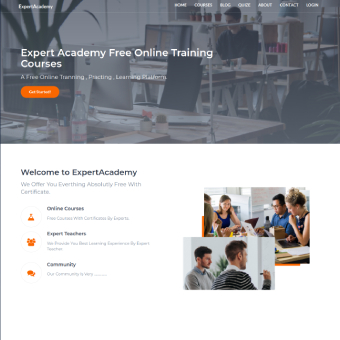 ExpertAcademy
HOME COURSES BLOG QUIZE ABOUT CONTACT LOGIN
Expert Academy Free Online Training
Courses
A Free Online Tranning , Practing , Learning Platform
Get Started!
Welcome to ExpertAcademy
We Offer You Everthing Absolutly Free With
Certificate.
Online Courses
Free Courses With Certificates By Experts
Expert Teachers
We Provide You Best Learning Experience By Expert
Teacher.
Community
Our Community Is Very